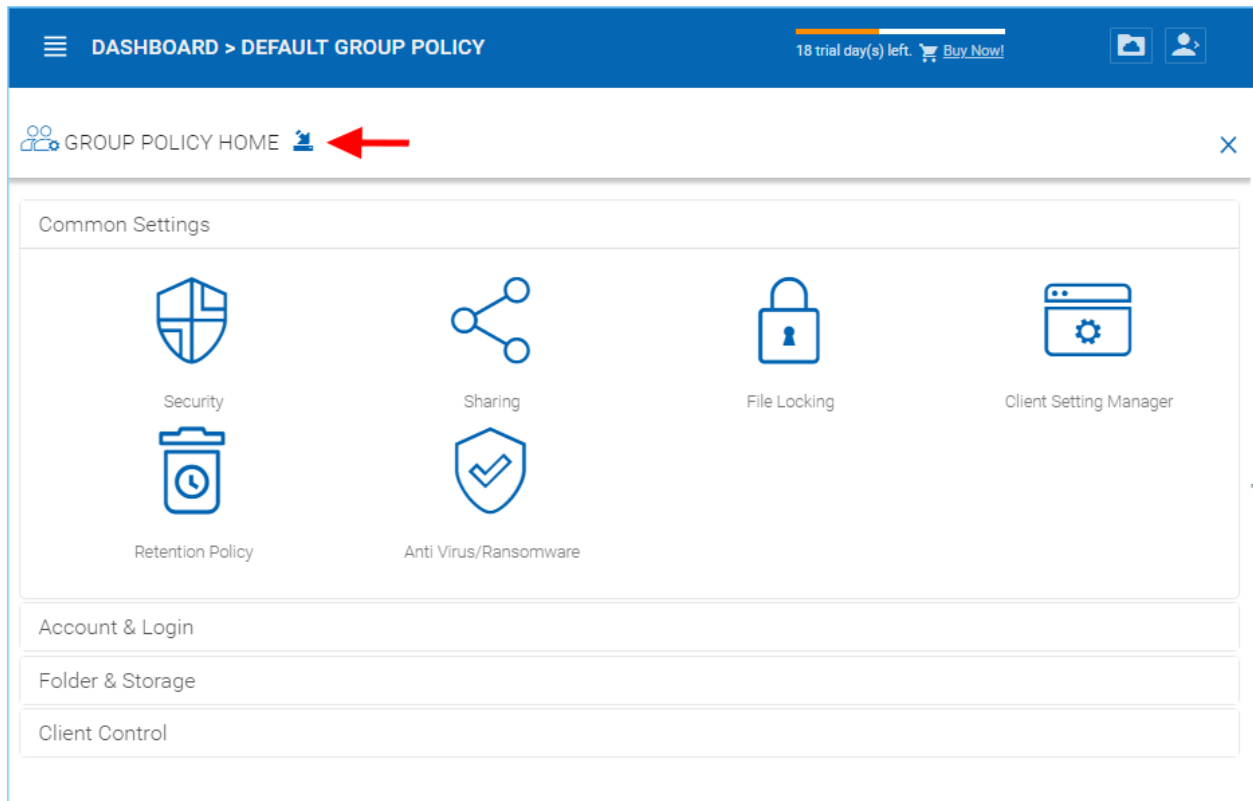 DASHBOARD > DEFAULT GROUP POLICY
18 trial day(s) left. Buy Now!
GROUP POLICY HOME
Common Settings
Security
Sharing
File Locking
Client Setting Manager
Retention Policy
Anti Virus/Ransomware
Account & Login
Folder & Storage
Client Control